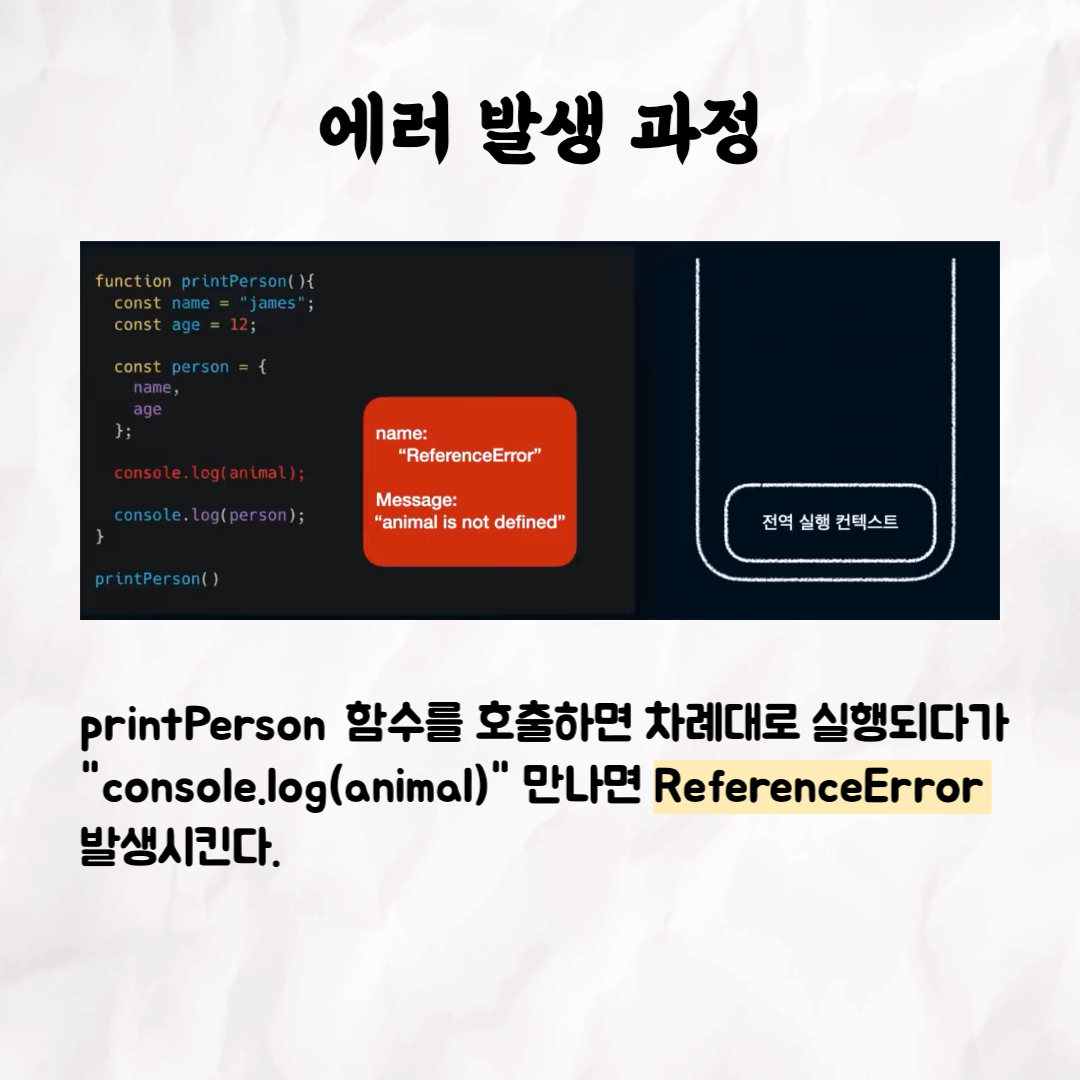 에러 발생 과정
function printPerson(){
const name = "james";
const age = 12;
const person = {
name,
age
};
console.log(animal);
console.log(person);
}
printPerson()
name:
“ReferenceError”
Message:
“animal is not defined”
전역 실행 컨텍스트
printPerson 함수를 호출하면 차례대로 실행되다가
"console.log(animal)" 만나면 ReferenceError
발생시킨다.